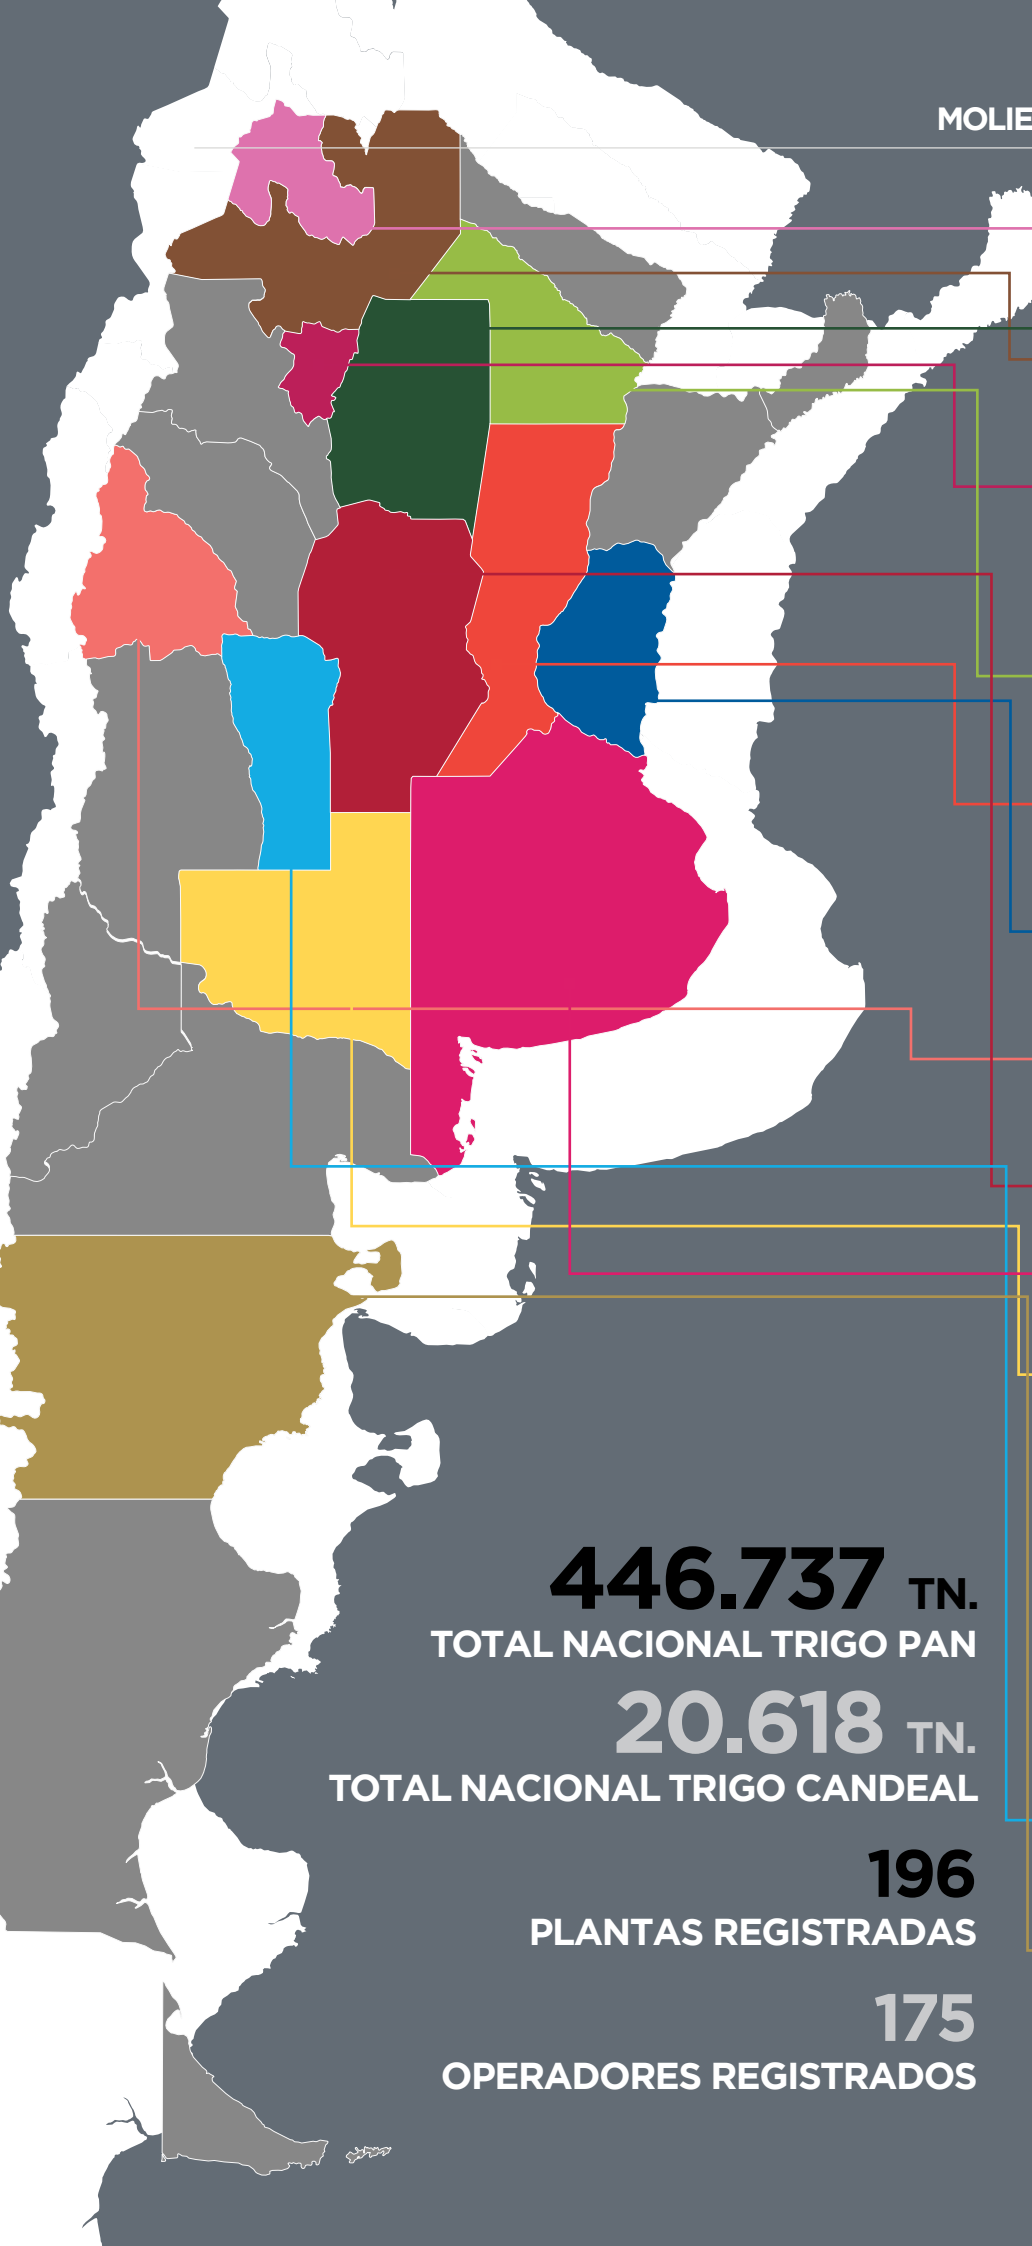 MOLIE
446.737 TN.
TOTAL NACIONAL TRIGO PAN
20.618 TN.
TOTAL NACIONAL TRIGO CANDEAL
196
PLANTAS REGISTRADAS
175
OPERADORES REGISTRADOS